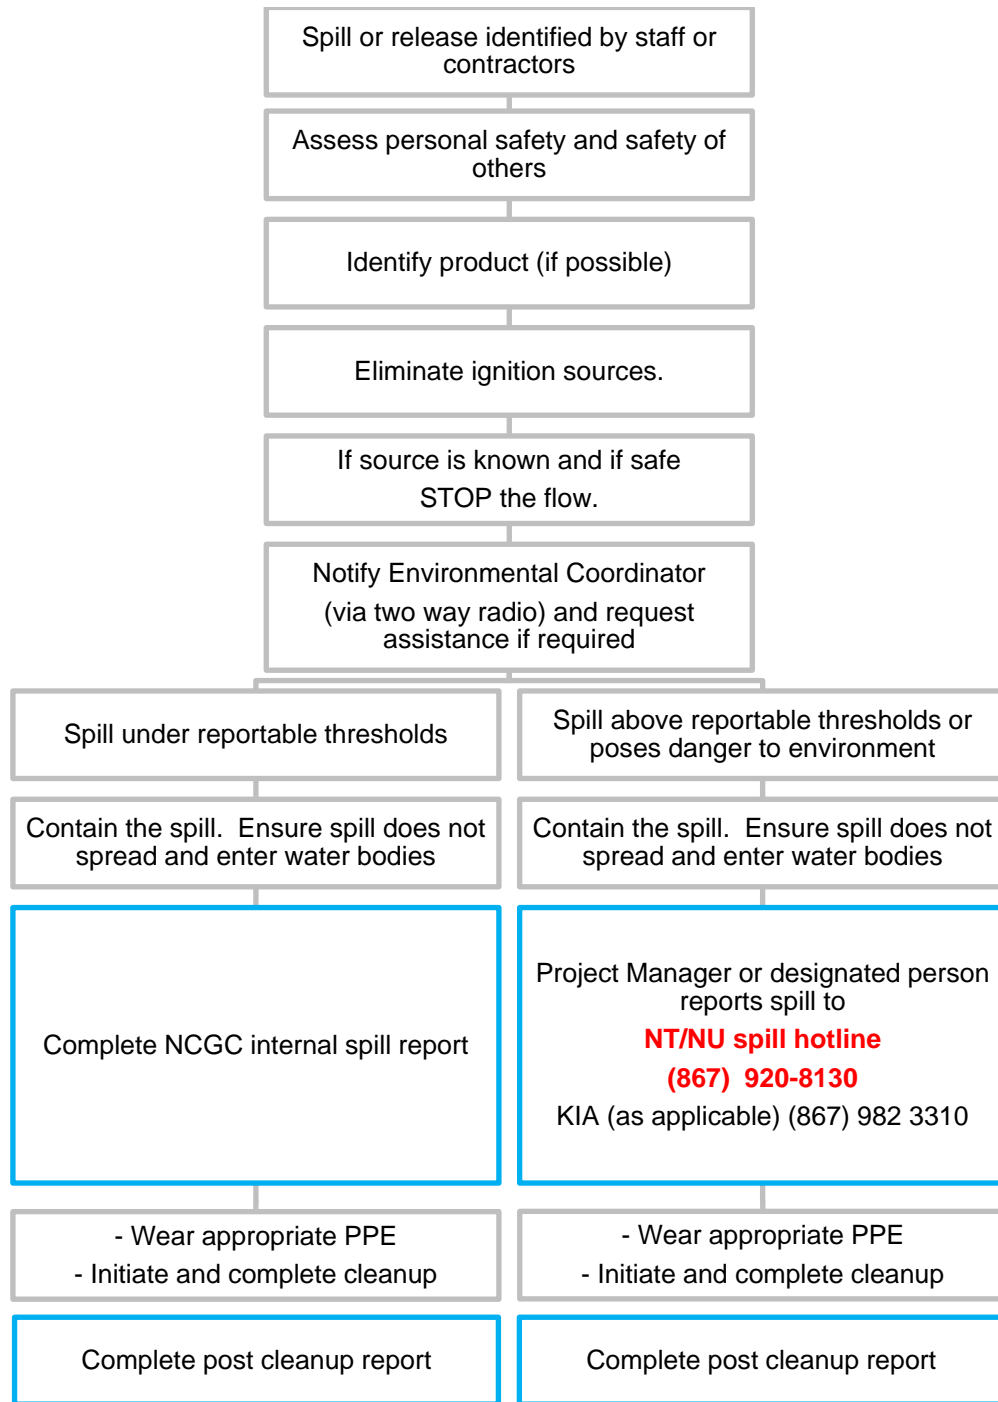 Spill or release identified by staff or
contractors
Assess personal safety and safety of
others
Identify product (if possible)
Eliminate ignition sources.
If source is known and if safe
STOP the flow.
Notify Environmental Coordinator
(via two way radio) and request
assistance if required
Spill under reportable thresholds
Spill above reportable thresholds or
poses danger to environment
Contain the spill.  Ensure spill does not
spread and enter water bodies
Contain the spill.  Ensure spill does not
spread and enter water bodies
Complete NCGC internal spill report
Project Manager or designated person
reports spill to
NT/NU spill hotline
(867)  920-8130
KIA (as applicable) (867) 982 3310
- Wear appropriate PPE
- Initiate and complete cleanup
- Wear appropriate PPE
- Initiate and complete cleanup
Complete post cleanup report
Complete post cleanup report